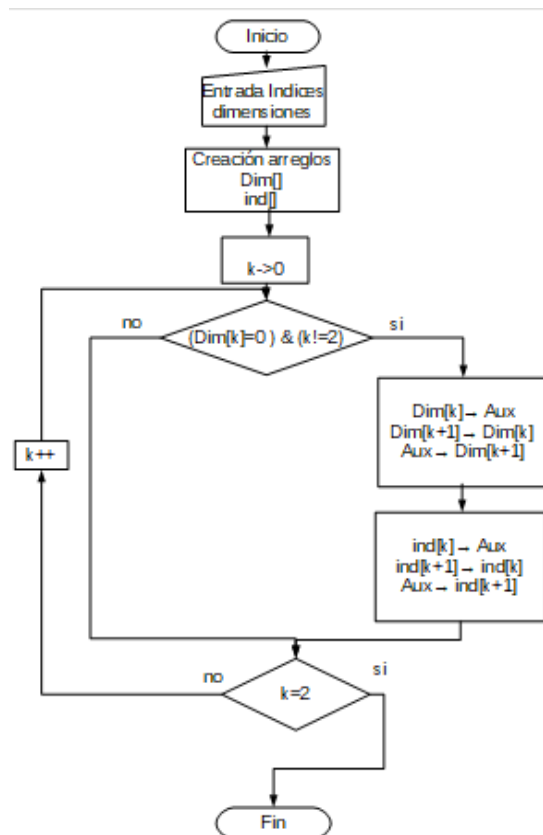 Inicio
Entrada Indices
dimensiones
Creación arreglos
Dim[]
ind[]
k->0
no
(Dim[k]=0 ) & (k!=2)
si
Dim[k]→ Aux
Dim[k+1]→ Dim[k]
Aux→ Dim[k+1]
k++
ind[k]→ Aux
ind[k+1]→ ind[k]
Aux→ ind[k+1]
no
k=2
si
Fin